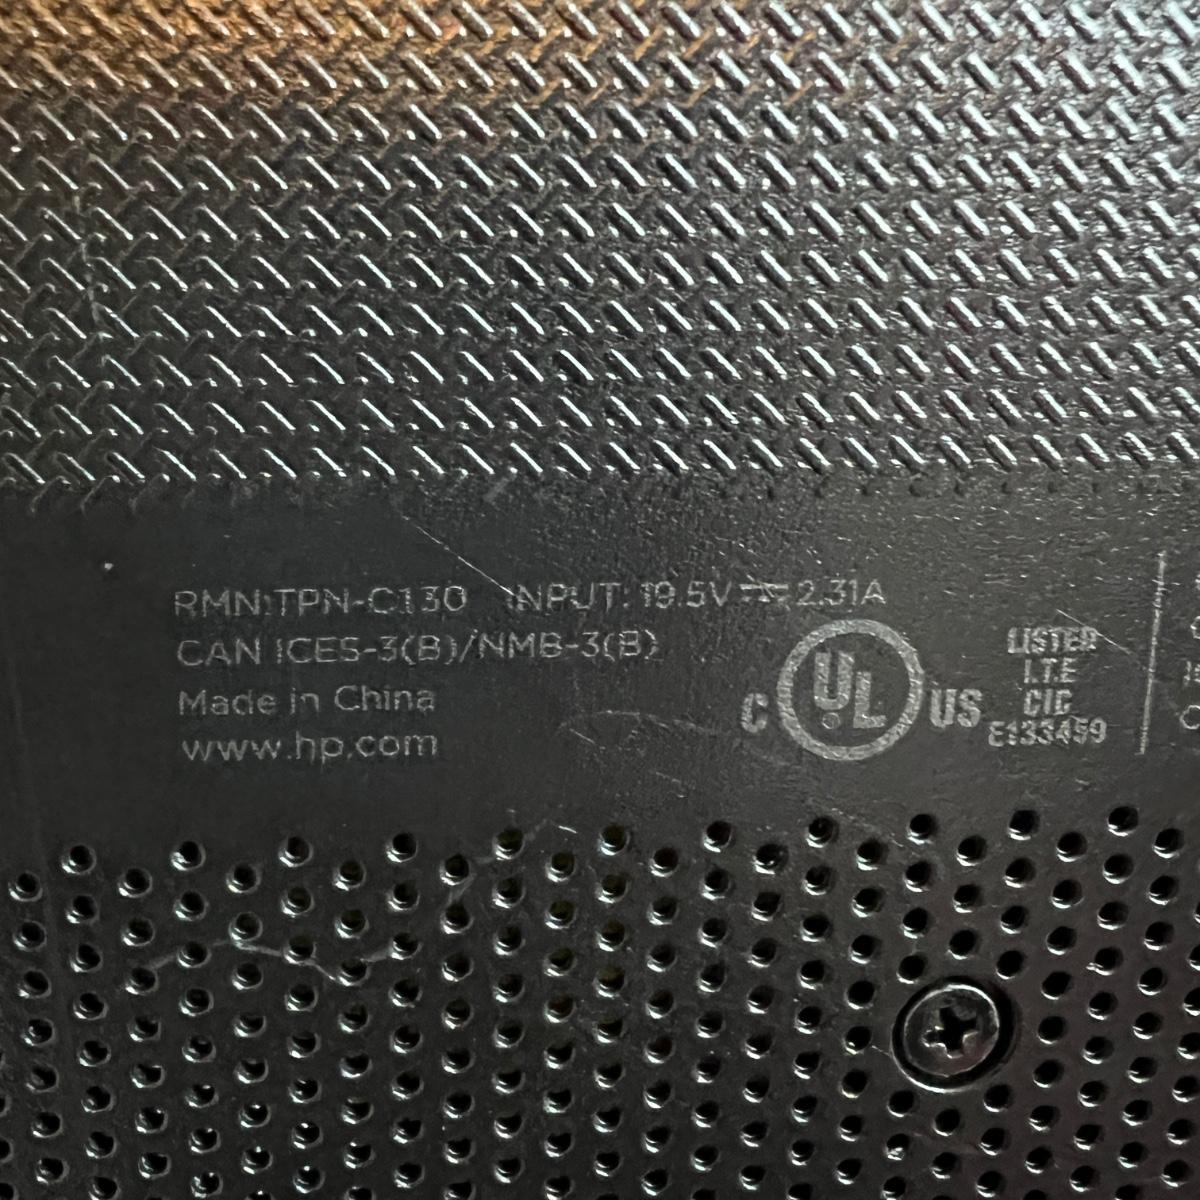 RMN:TPN-C130 INPUT: 19.5V⎓2.31A
CAN ICES-3(B)/NMB-3(B)
Made in China
www.hp.com
C UL US
LISTED
I.T.E
CIC
E133459